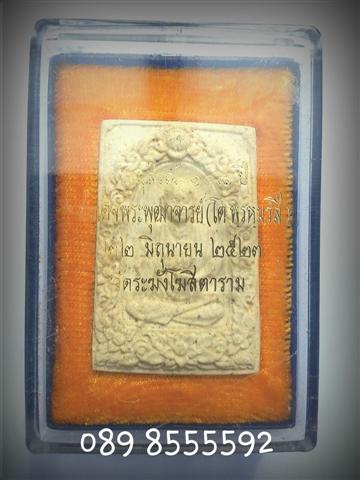 จพระพุฒาจารย์ (โต พรหมรังสี)
๒๒ มิถุนายน ๒๕๒๓
ระฆังโฆสิตาราม
089 8555592